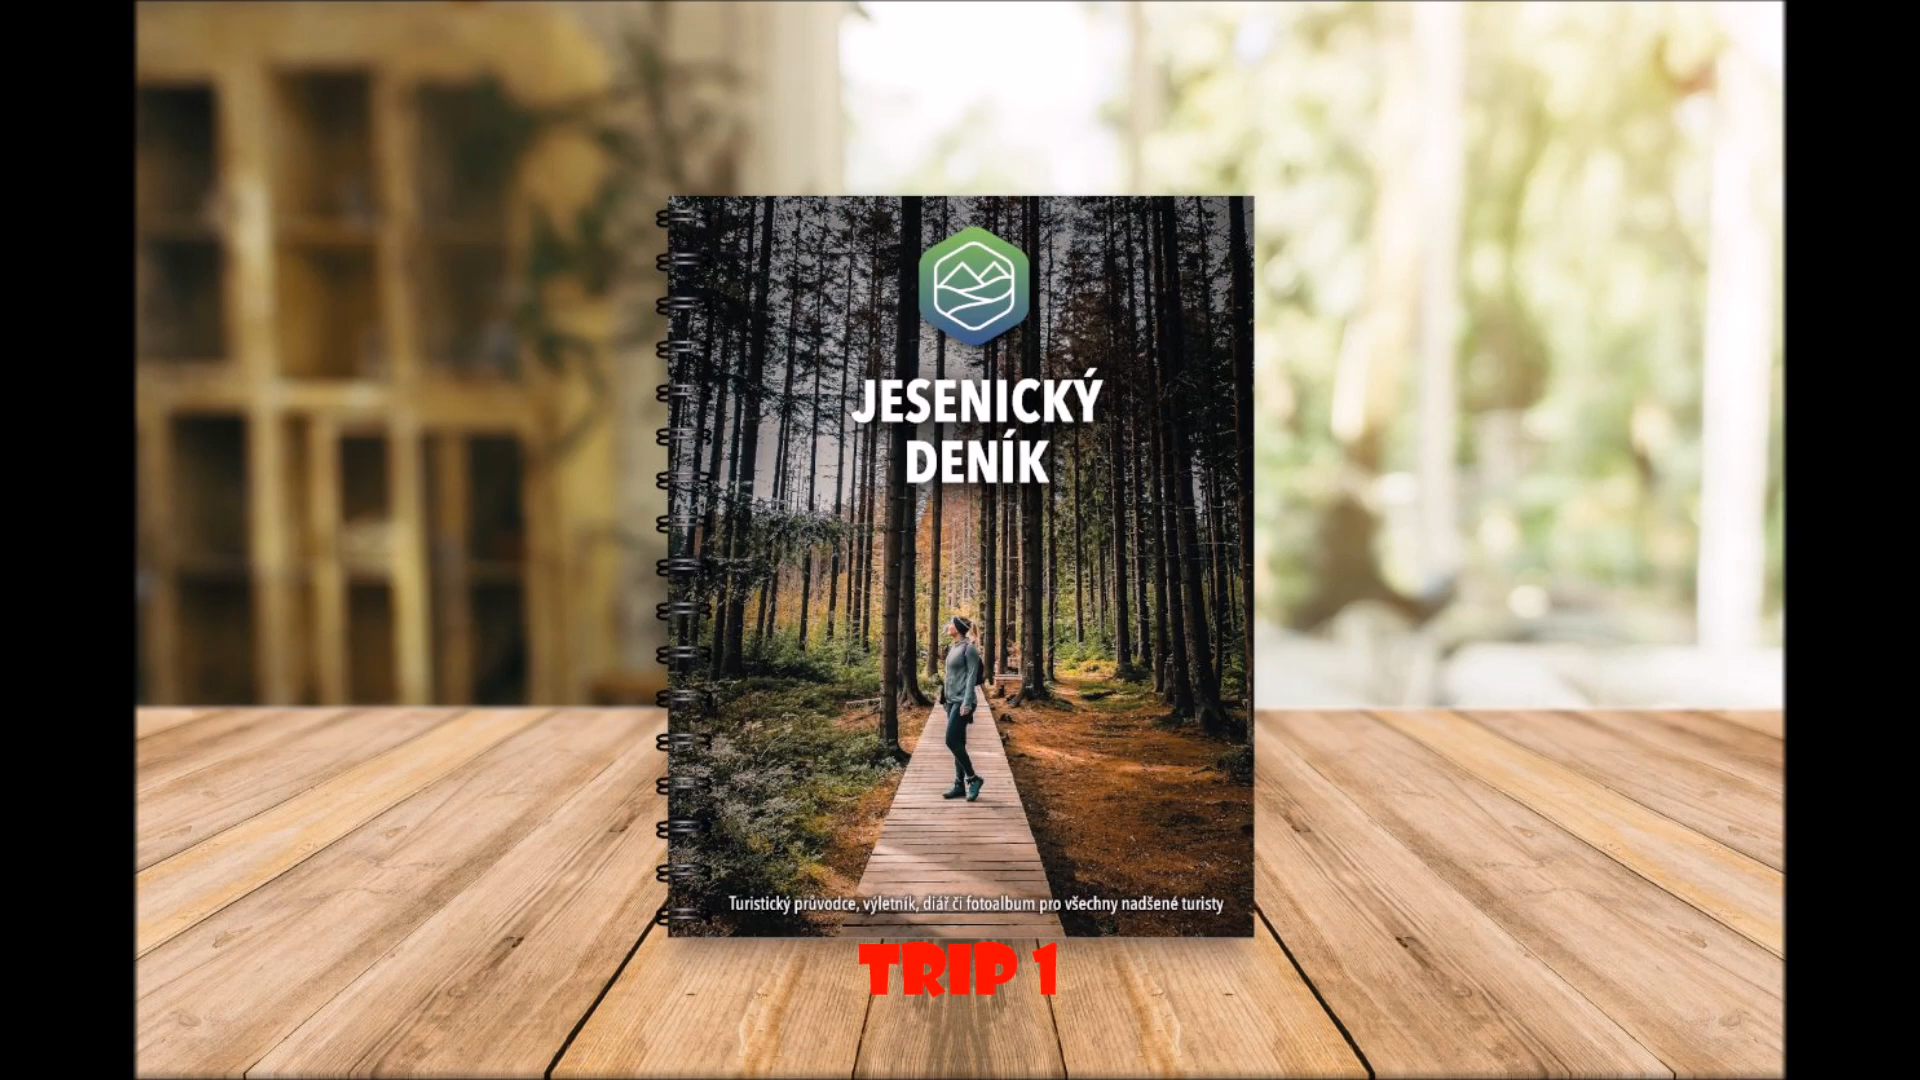 JESENICKÝ
DENÍK
Turistický průvodce, výletník, diář či fotoalbum pro všechny nadšené turisty
TRIP 1